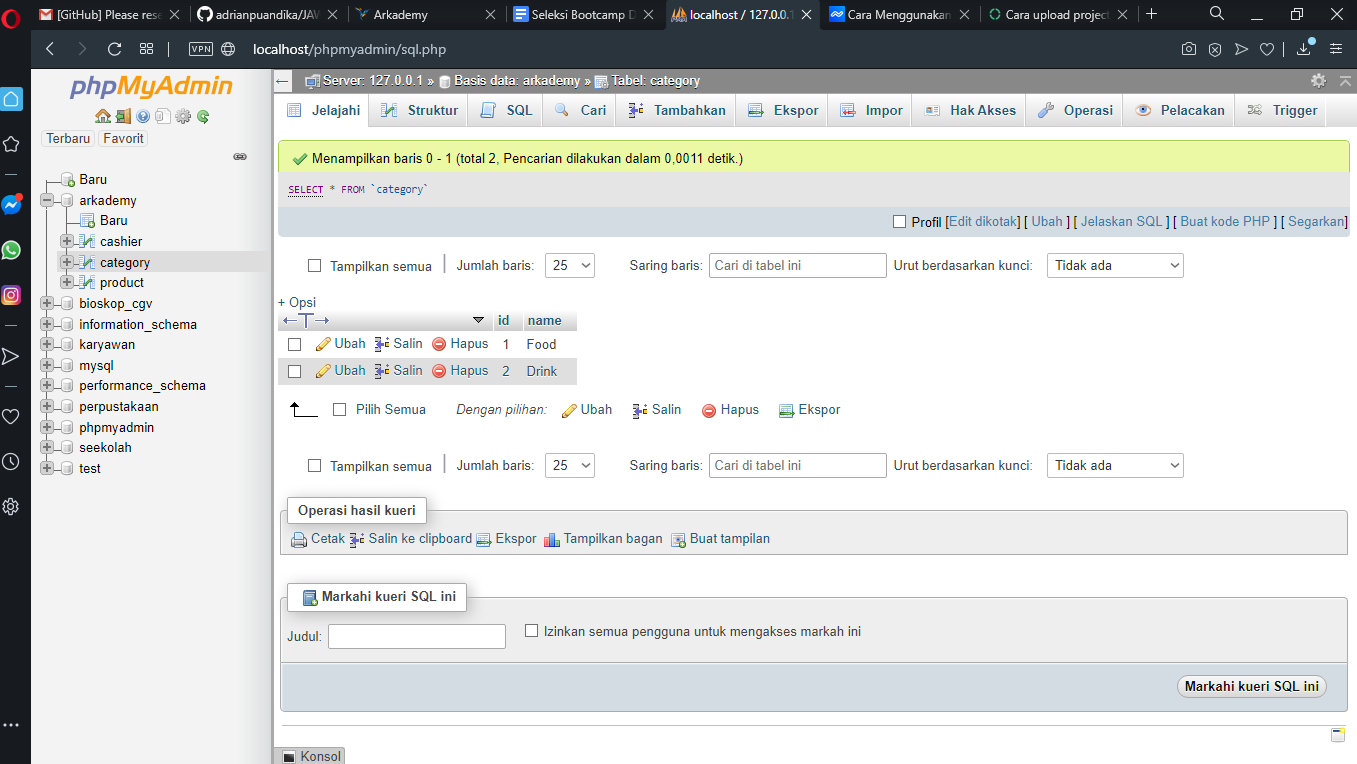 [GitHub] Please rese
adrianpuandika/JAV
Arkademy
Seleksi Bootcamp D
localhost / 127.0.0.1
Cara Menggunakan
Cara upload project
VPN
localhost/phpmyadmin/sql.php
phpMyAdmin
Terbaru
Favorit
Baru
arkademy
Baru
cashier
category
product
bioskop_cgv
information_schema
karyawan
mysql
performance_schema
perpustakaan
phpmyadmin
seekolah
test
Server: 127.0.0.1 » Basis data: arkademy » Tabel: category
Jelajahi Struktur SQL Cari Tambahkan Ekspor Impor Hak Akses Operasi Pelacakan Trigger
Menampilkan baris 0 - 1 (total 2, Pencarian dilakukan dalam 0,0011 detik.)
SELECT * FROM `category`
Profil [Edit dikotak] [ Ubah ] [ Jelaskan SQL ] [ Buat kode PHP ] [ Segarkan]
Tampilkan semua | Jumlah baris: 25 Saring baris: Cari di tabel ini Urut berdasarkan kunci: Tidak ada
+ Opsi
←T→ id name
Ubah Salin Hapus 1 Food
Ubah Salin Hapus 2 Drink
Pilih Semua Dengan pilihan: Ubah Salin Hapus Ekspor
Tampilkan semua | Jumlah baris: 25 Saring baris: Cari di tabel ini Urut berdasarkan kunci: Tidak ada
Operasi hasil kueri
Cetak Salin ke clipboard Ekspor Tampilkan bagan Buat tampilan
Markahi kueri SQL ini
Judul: Izinkan semua pengguna untuk mengakses markah ini
Markahi kueri SQL ini
Konsol